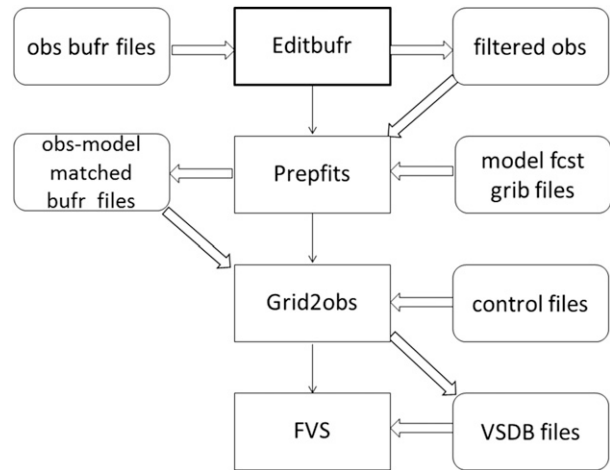 obs bufr files
Editbufr
filtered obs
obs-model
matched
bufr files
Prepfits
model fcst
grib files
Grid2obs
control files
FVS
VSDB files